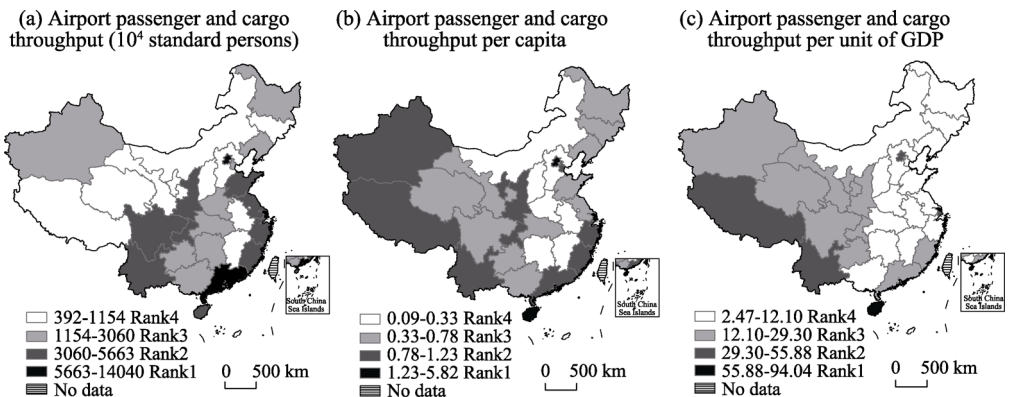 (a) Airport passenger and cargo
throughput (10⁴ standard persons)
(b) Airport passenger and cargo
throughput per capita
(c) Airport passenger and cargo
throughput per unit of GDP
South China
Sea Islands
392-1154 Rank4
1154-3060 Rank3
3060-5663 Rank2
5663-14040 Rank1
No data
0 500 km
South China
Sea Islands
0.09-0.33 Rank4
0.33-0.78 Rank3
0.78-1.23 Rank2
1.23-5.82 Rank1
No data
0 500 km
South China
Sea Islands
2.47-12.10 Rank4
12.10-29.30 Rank3
29.30-55.88 Rank2
55.88-94.04 Rank1
No data
0 500 km